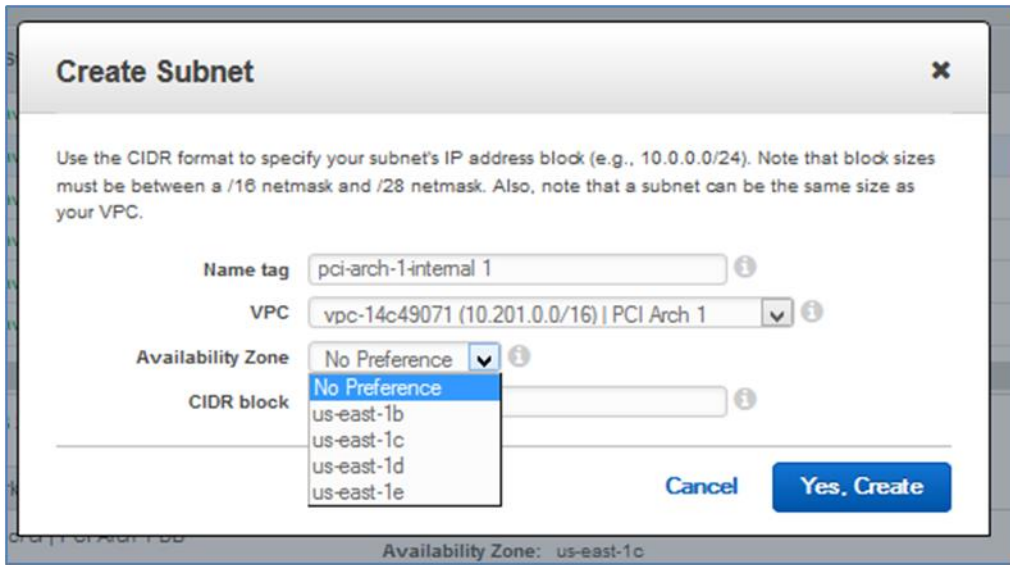 Create Subnet
Use the CIDR format to specify your subnet's IP address block (e.g., 10.0.0.0/24). Note that block sizes
must be between a /16 netmask and /28 netmask. Also, note that a subnet can be the same size as
your VPC.
Name tag pci-arch-1-internal 1
VPC vpc-14c49071 (10.201.0.0/16) | PCI Arch 1
Availability Zone No Preference
No Preference
CIDR block
us-east-1b
us-east-1c
us-east-1d
us-east-1e
Cancel Yes, Create
Availability Zone: us-east-1c